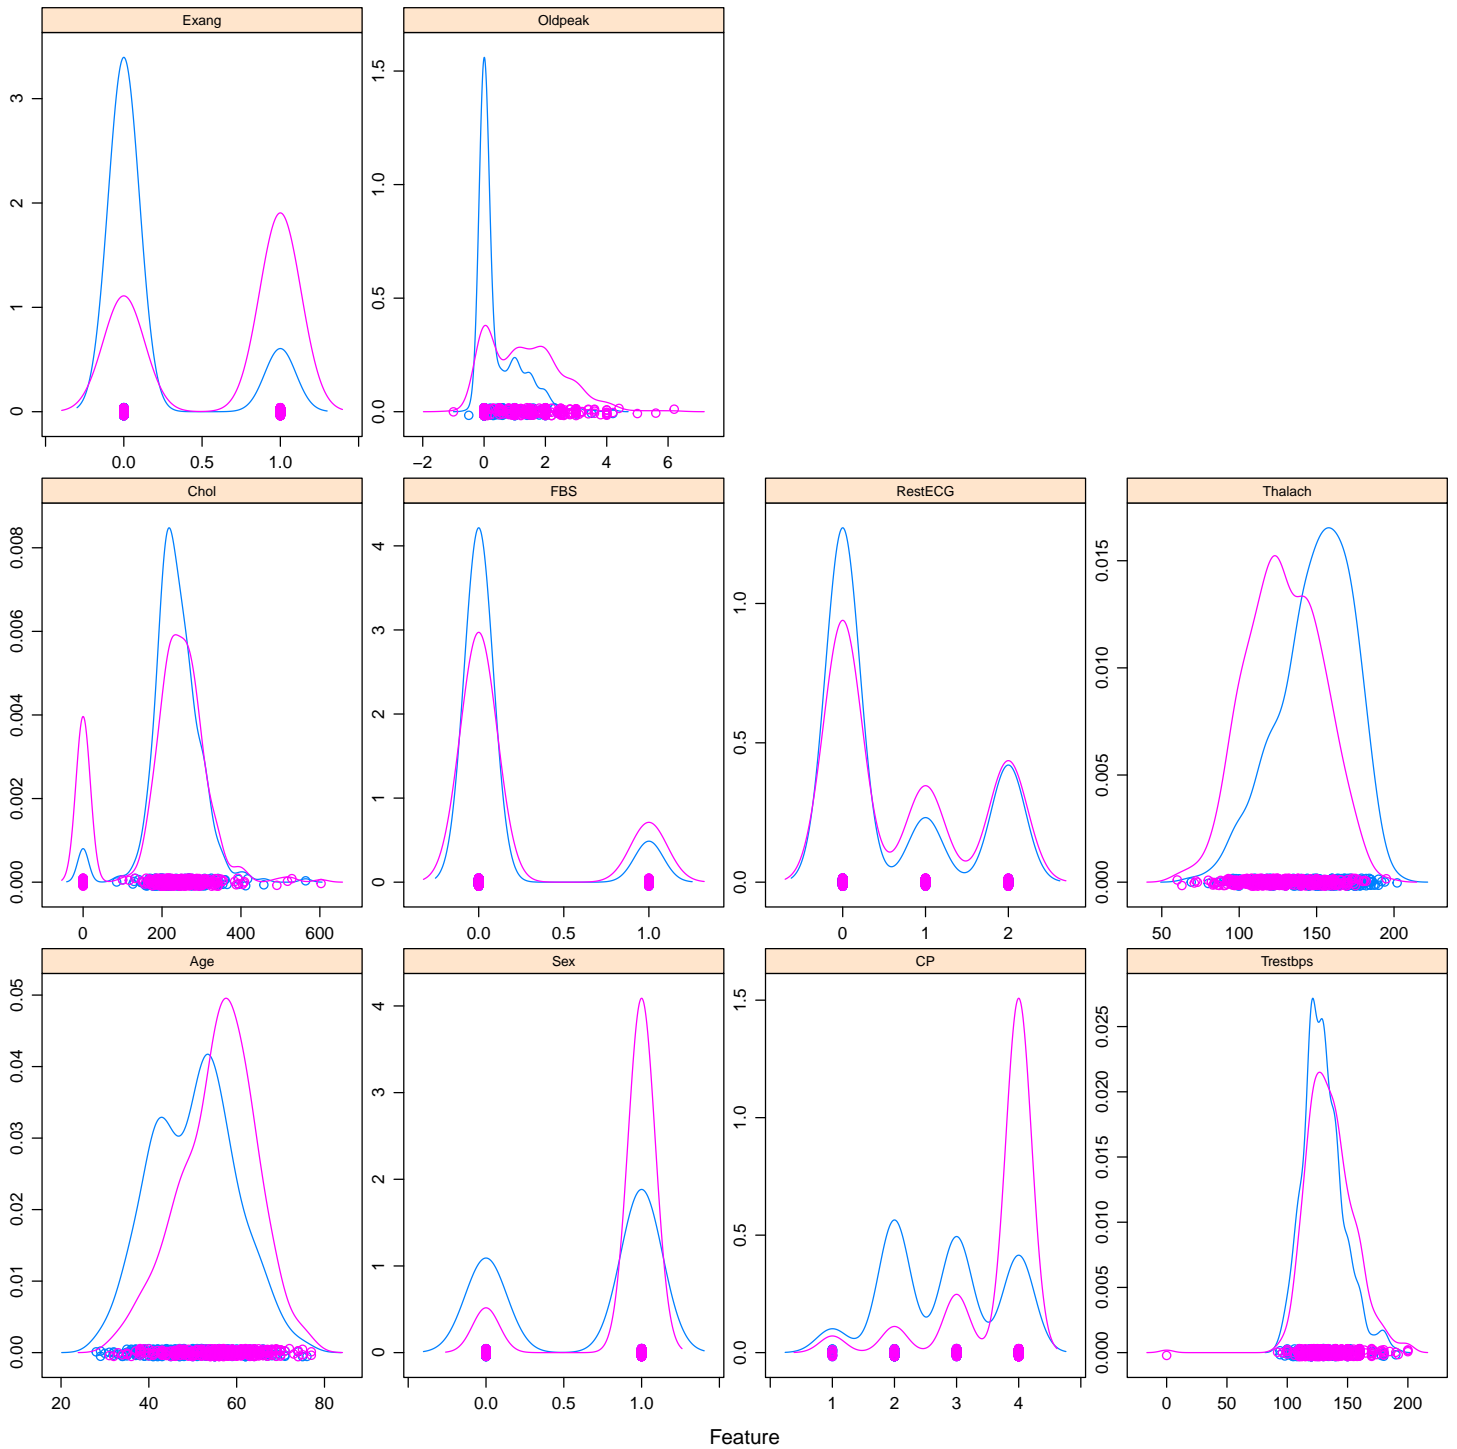 Exang Oldpeak
3 1.5
2 1.0
1 0.5
0 0.0
0.0 0.5 1.0 −2 0 2 4 6
Chol FBS RestECG Thalach
0.008 4 1.0 0.015
0.006 3 0.5 0.010
0.004 2 0.0 0.005
0.002 1 0.000
0.000 0
0 200 400 600 0.0 0.5 1.0 0 1 2 50 100 150 200
Age Sex CP Trestbps
0.05 4 1.5 0.025
0.04 3 1.0 0.020
0.03 2 0.5 0.015
0.02 1 0.0 0.010
0.01 0 0.005
0.00 0.000
20 40 60 80 0.0 0.5 1.0 1 2 3 4 0 50 100 150 200
Feature